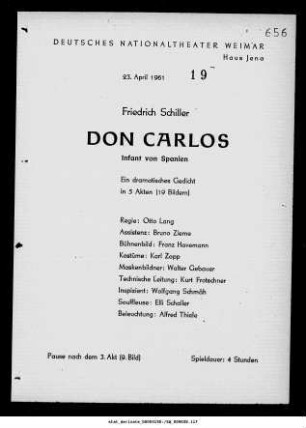 656
DEUTSCHES NATIONALTHEATER WEIMAR
Haus Jena
23. April 1961 19
Friedrich Schiller
DON CARLOS
Infant von Spanien
Ein dramatisches Gedicht
in 5 Akten (19 Bildern)
Regie: Otto Lang
Assistenz: Bruno Zieme
Bühnenbild: Franz Havemann
Kostüme: Karl Zopp
Maskenbildner: Walter Gebauer
Technische Leitung: Kurt Fratschner
Inspizient: Wolfgang Schmäh
Souffleuse: Elli Schaller
Beleuchtung: Alfred Thiele
Pause nach dem 3. Akt (9. Bild) Spieldauer: 4 Stunden